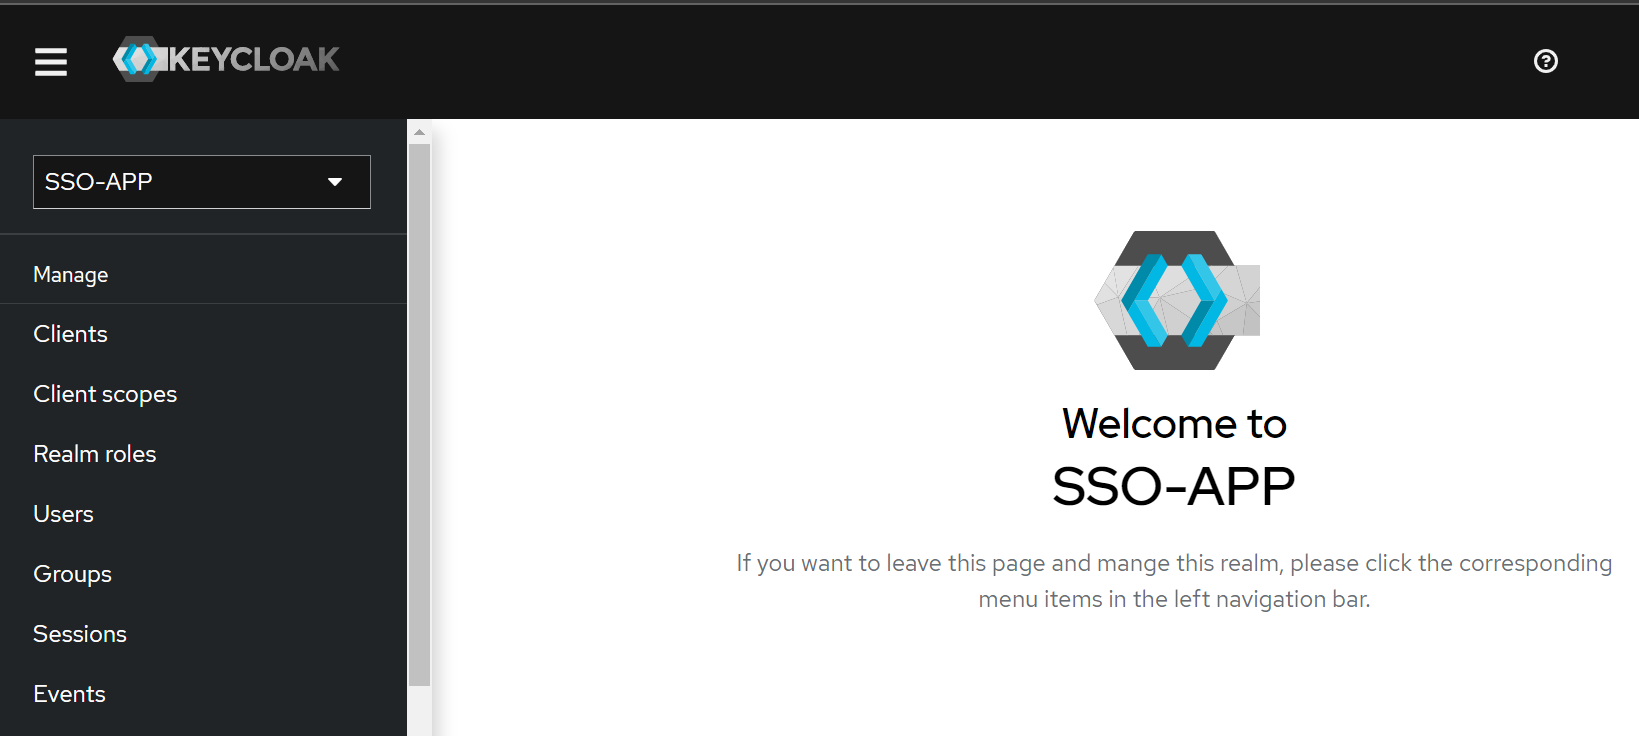 KEYCLOAK
SSO-APP
Manage
Clients
Client scopes
Realm roles
Users
Groups
Sessions
Events
Welcome to
SSO-APP
If you want to leave this page and mange this realm, please click the corresponding
menu items in the left navigation bar.